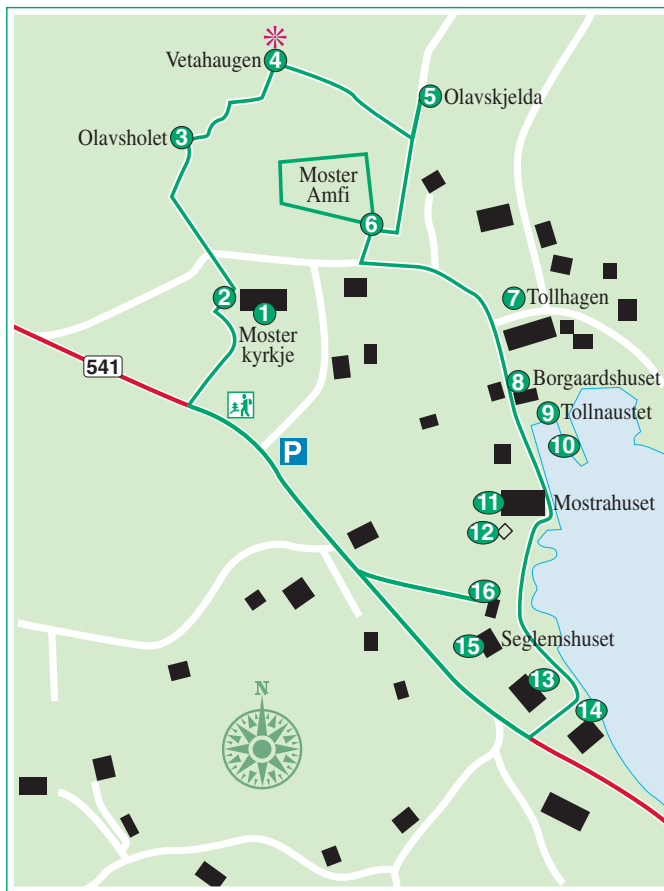 4
Vetahaugen
5
Olavskjelda
3
Olavsholet
Moster
Amfi
6
2
7
Tollhagen
1
Moster
kyrkje
541
8
Borgaardshuset
9
Tollnaustet
10
P
11
Mostrahuset
12
16
15
Seglemshuset
13
14
N